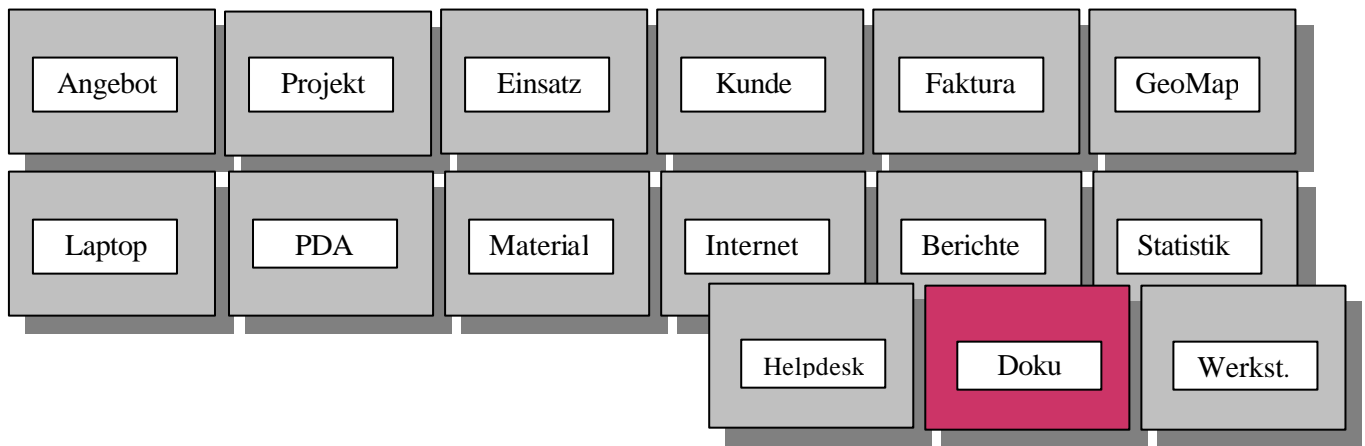 Angebot Projekt Einsatz Kunde Faktura GeoMap
Laptop PDA Material Internet Berichte Statistik
Helpdesk Doku Werkst.